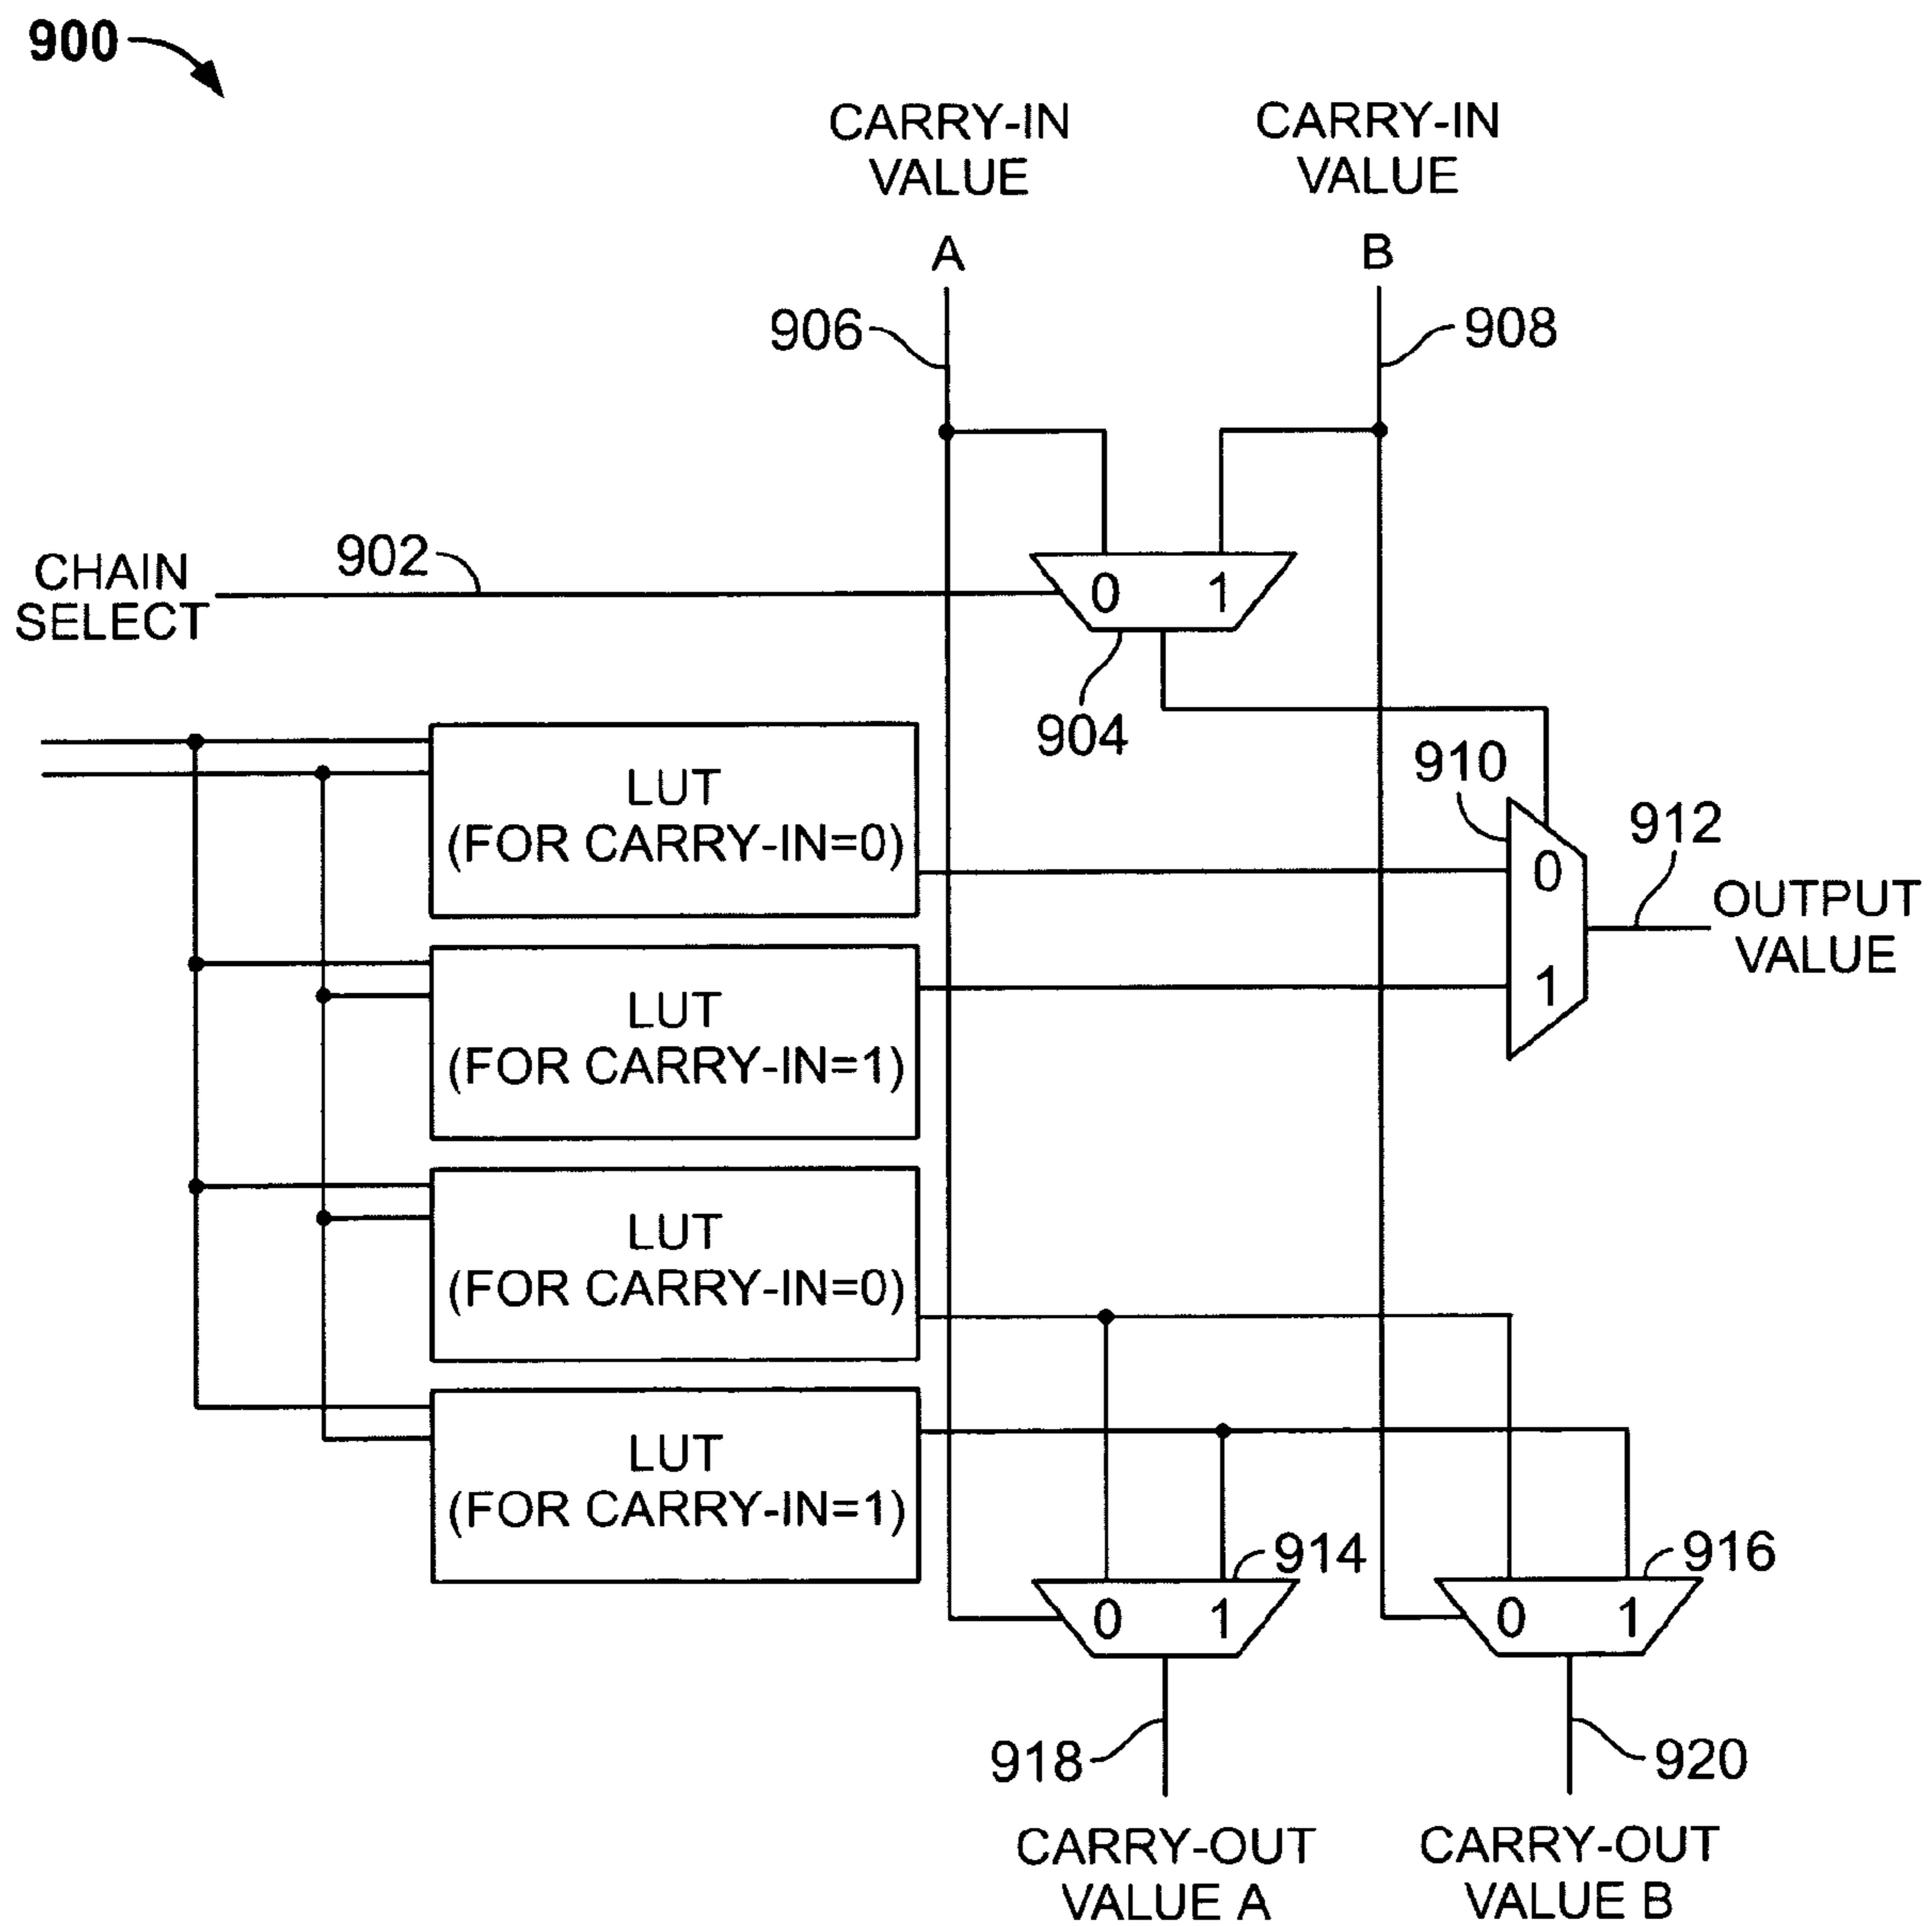 900
CARRY-IN
VALUE
A
CARRY-IN
VALUE
B
906
908
CHAIN
SELECT
902
0 1
904
LUT
(FOR CARRY-IN=0)
910
0
1
912
OUTPUT
VALUE
LUT
(FOR CARRY-IN=1)
LUT
(FOR CARRY-IN=0)
LUT
(FOR CARRY-IN=1)
914
0 1
916
0 1
918
920
CARRY-OUT
VALUE A
CARRY-OUT
VALUE B